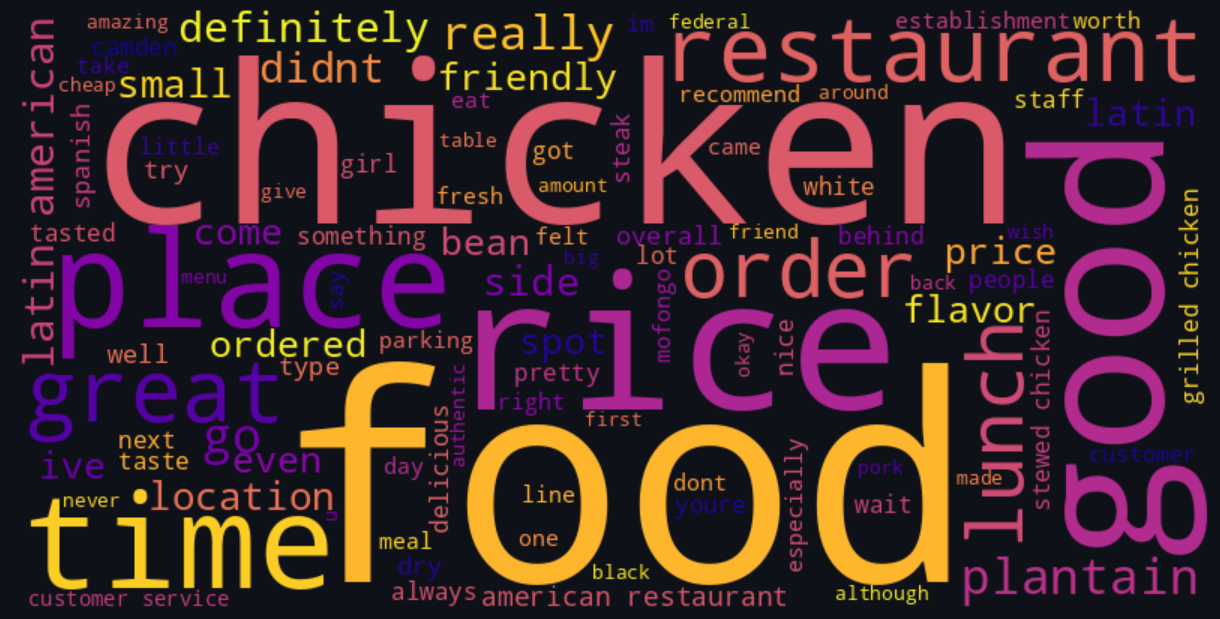 amazing
definitely
really
im
federal
establishment
worth
camden
restaurant
take
didnt
friendly
cheap
small
latin american
chicken
eat
recommend
around
staff
latin
spanish
little
try
girl
table
got
steak
came
give
fresh
amount
white
good
tasted
come
something
bean
felt
overall
friend
behind
wish
price
grilled chicken
place
menu
say
big
side
lot
order
back
people
mofongo
flavor
ordered
parking
rice
spot
okay
nice
lunch
stewed chicken
well
type
great
pretty
authentic
right
first
delicious
next
go
taste
even
ive
day
food
line
dont
youre
especially
pork
wait
made
customer
never
location
time
u
one
meal
dry
black
plantain
always
american restaurant
although
customer service